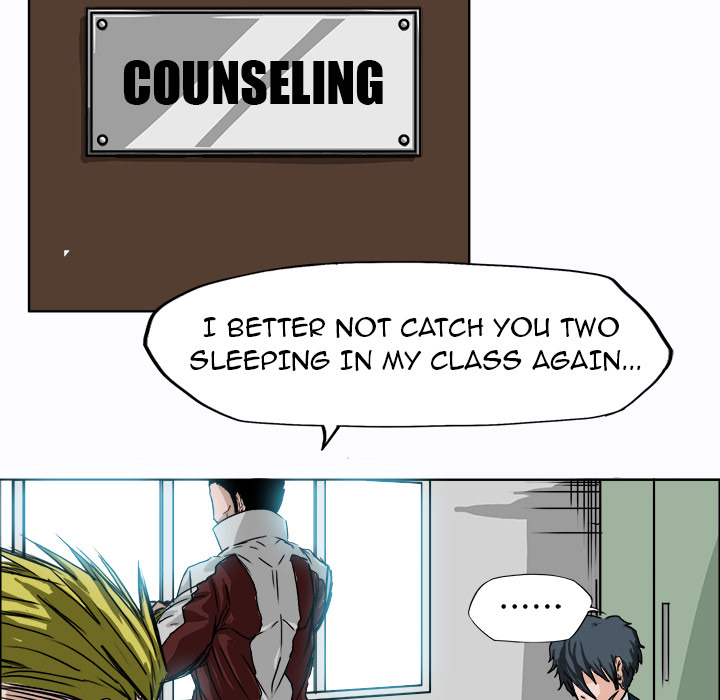 COUNSELING
I BETTER NOT CATCH YOU TWO
SLEEPING IN MY CLASS AGAIN...
......